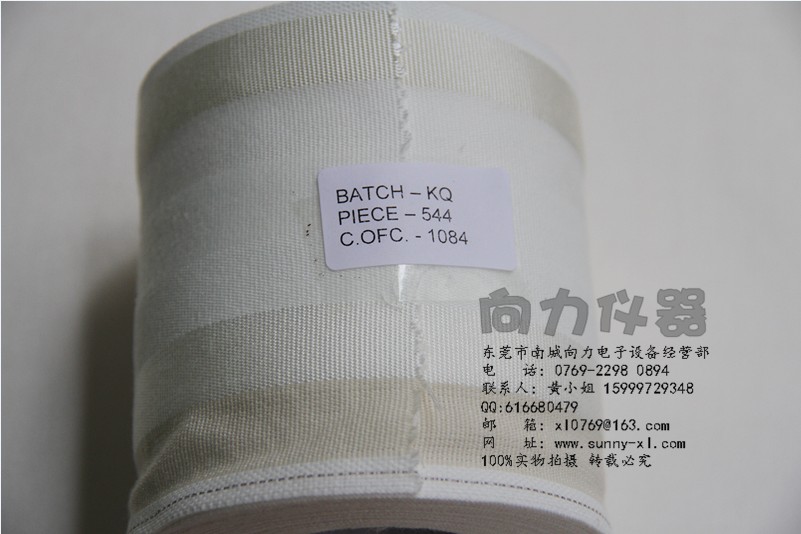 BATCH – KQ
PIECE – 544
C.OFC. - 1084
向力仪器
东莞市南城向力电子设备经营部
电 话: 0769-2298 0894
联系人: 黄小姐 15999729348
QQ:616680479
邮 箱: xl0769@163.com
网 址: www.sunny-xl.com
100%实物拍摄 转载必究